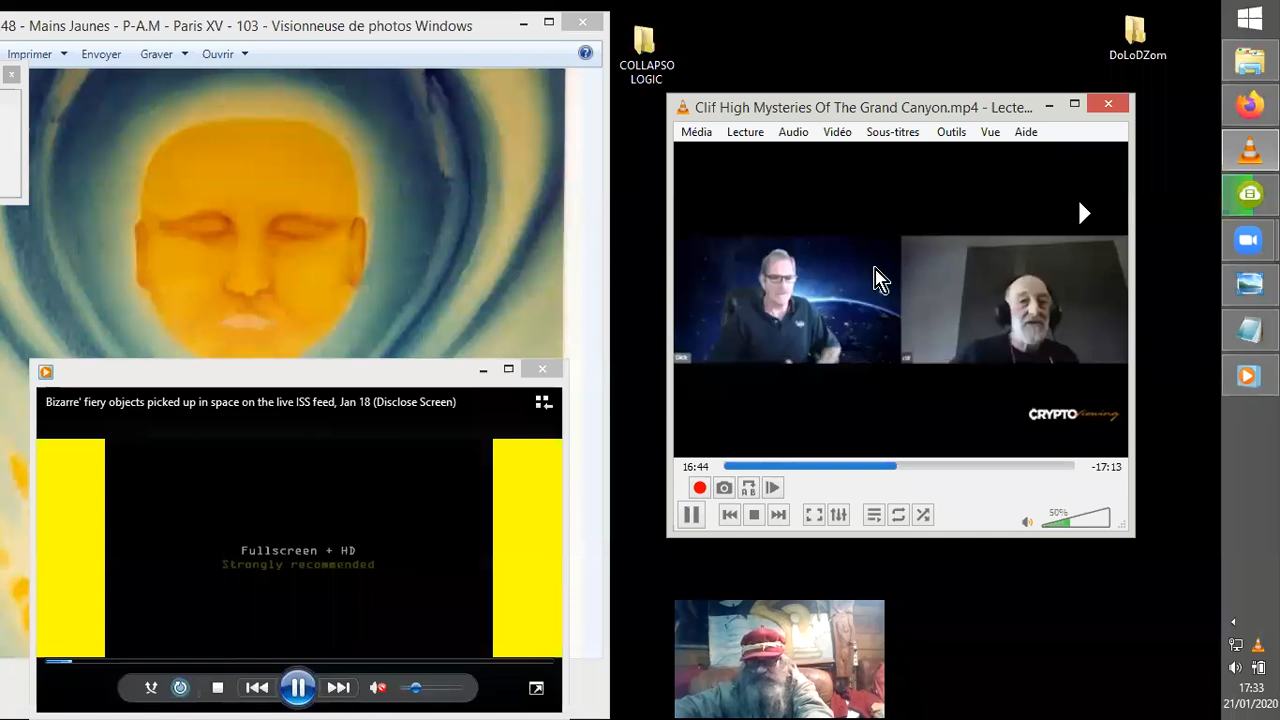 48 - Mains Jaunes - P-A.M - Paris XV - 103 - Visionneuse de photos Windows
Imprimer Envoyer Graver Ouvrir
COLLAPSO
LOGIC
DoLoDZom
Clif High Mysteries Of The Grand Canyon.mp4 - Lecte...
Média Lecture Audio Vidéo Sous-titres Outils Vue Aide
CRYPTO Viewing
16:44 -17:13
50%
Bizarre' fiery objects picked up in space on the live ISS feed, Jan 18 (Disclose Screen)
Fullscreen + HD
Strongly recommended
17:33
21/01/2020